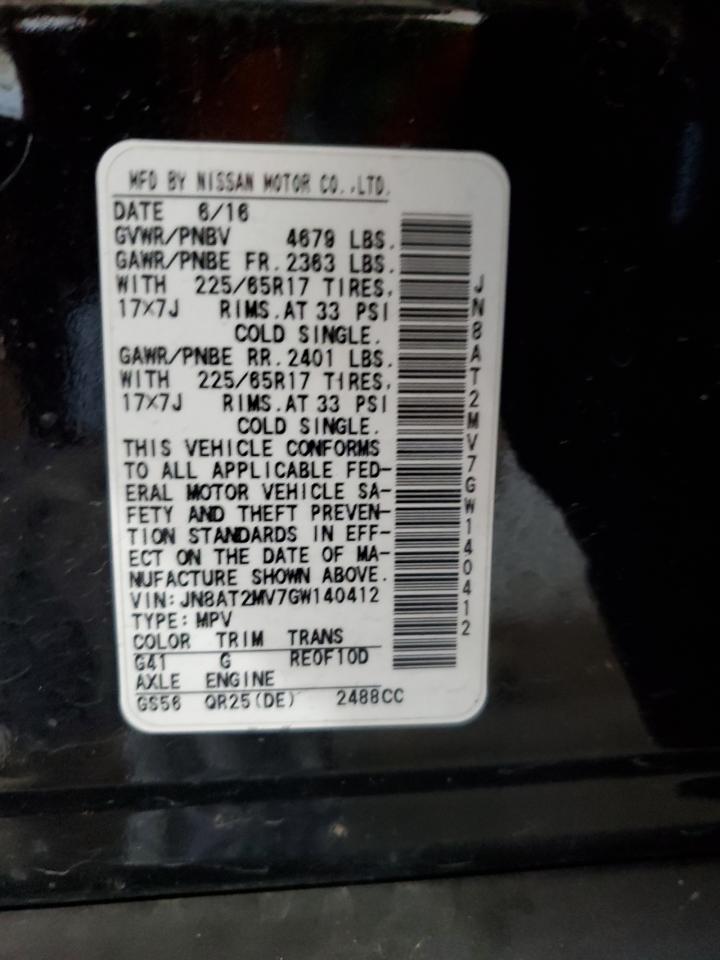 MFD BY NISSAN MOTOR CO.,LTD.
DATE 6/16
GVWR/PNBV 4679 LBS.
GAWR/PNBE FR. 2363 LBS.
WITH 225/65R17 TIRES,
17X7J RIMS. AT 33 PSI
COLD SINGLE.
GAWR/PNBE RR. 2401 LBS.
WITH 225/65R17 TIRES,
17X7J RIMS. AT 33 PSI
COLD SINGLE.
THIS VEHICLE CONFORMS
TO ALL APPLICABLE FED-
ERAL MOTOR VEHICLE SA-
FETY AND THEFT PREVEN-
TION STANDARDS IN EFF-
ECT ON THE DATE OF MA-
NUFACTURE SHOWN ABOVE.
VIN: JN8AT2MV7GW140412
TYPE: MPV
COLOR TRIM TRANS
G41 G RE0F10D
AXLE ENGINE
GS56 QR25(DE) 2488CC
JN8AT2MV7GW140412